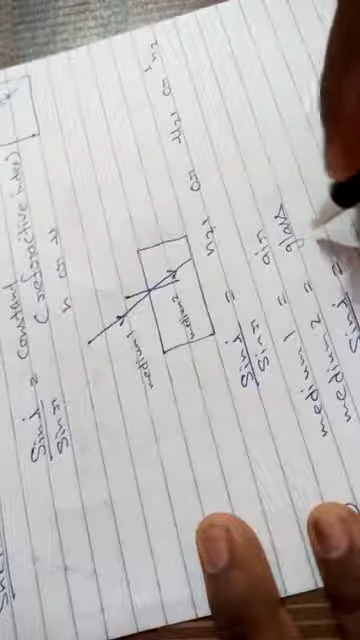 Sin i = constant
Sin r (refractive index)
n or μ
medium 1
medium 2
Sin i = n21 or μ21 or ¹n2
Sin r
medium 1 = air
medium 2 = glass
Sin i =